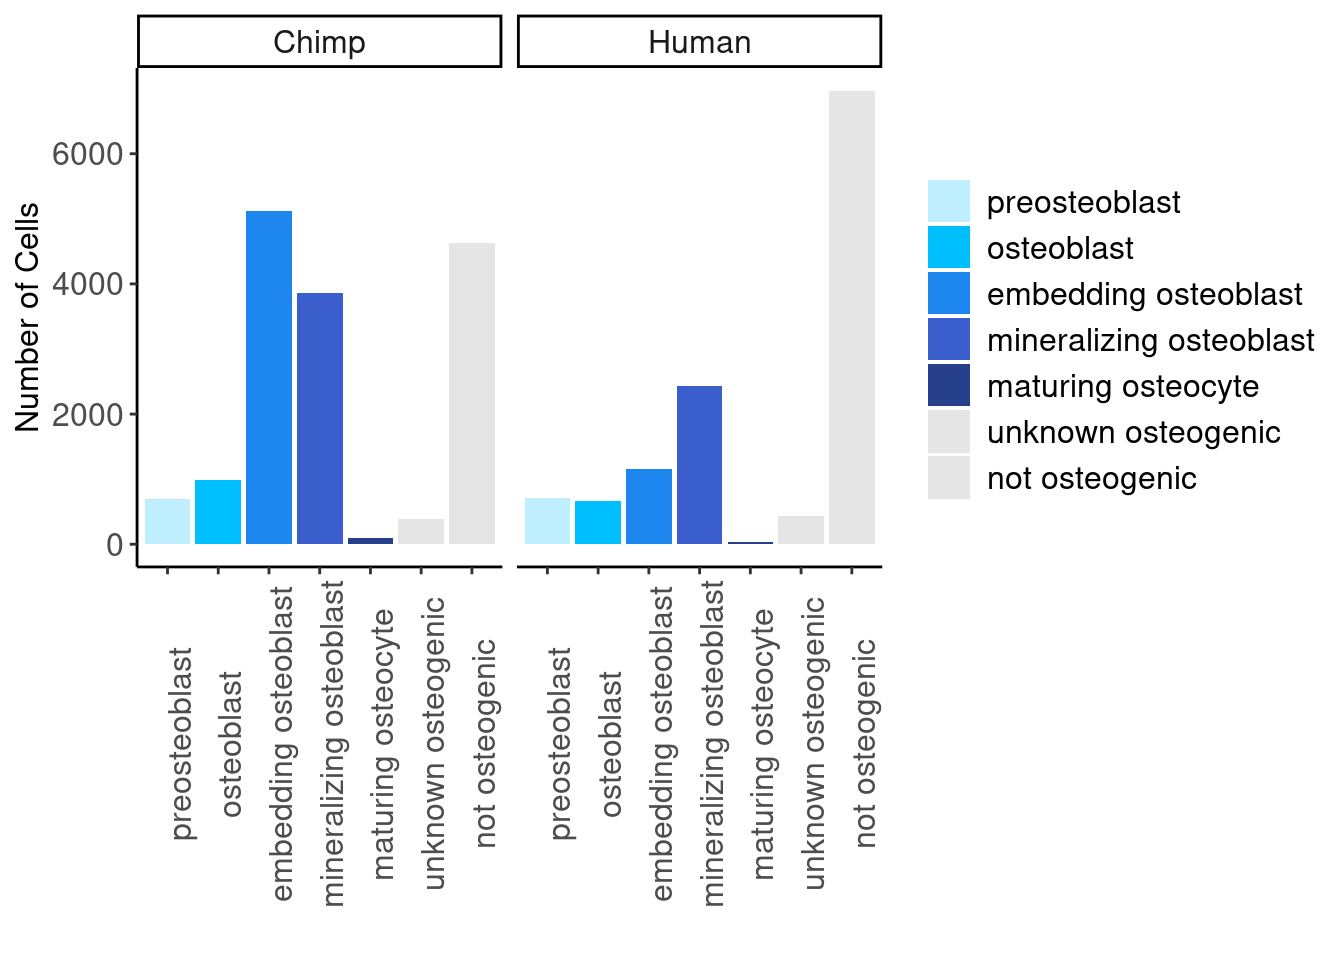 Chimp
Human
Number of Cells
6000
4000
2000
0
preosteoblast
osteoblast
embedding osteoblast
mineralizing osteoblast
maturing osteocyte
unknown osteogenic
not osteogenic
preosteoblast
osteoblast
embedding osteoblast
mineralizing osteoblast
maturing osteocyte
unknown osteogenic
not osteogenic
preosteoblast
osteoblast
embedding osteoblast
mineralizing osteoblast
maturing osteocyte
unknown osteogenic
not osteogenic